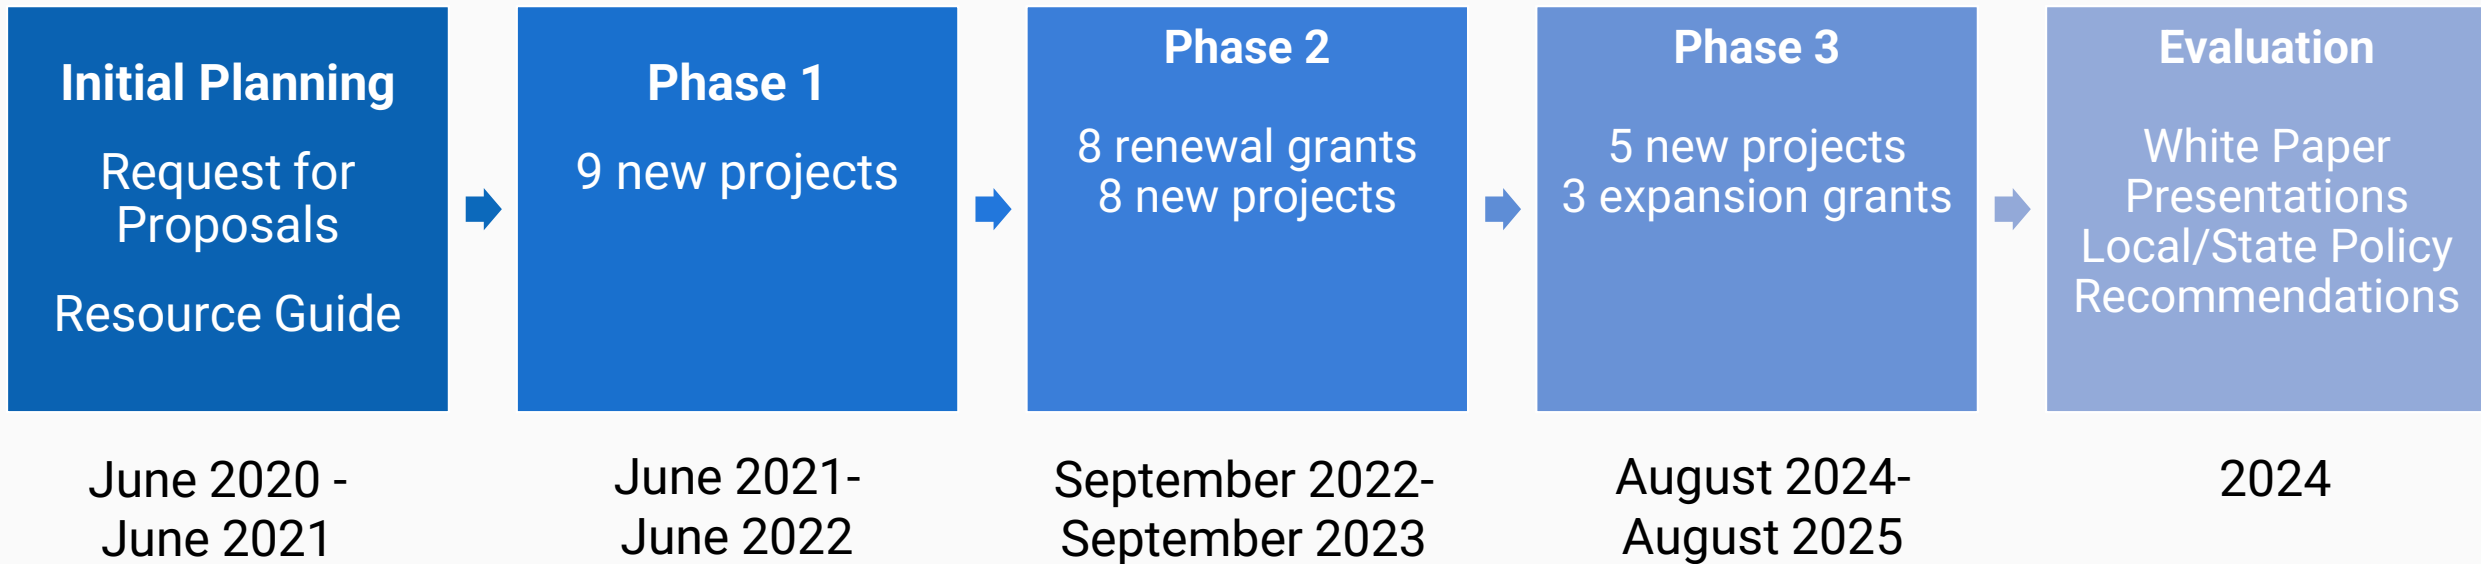 Initial Planning
Request for
Proposals
Resource Guide
June 2020 -
June 2021
Phase 1
9 new projects
June 2021-
June 2022
Phase 2
8 renewal grants
8 new projects
September 2022-
September 2023
Phase 3
5 new projects
3 expansion grants
August 2024-
August 2025
Evaluation
White Paper
Presentations
Local/State Policy
Recommendations
2024